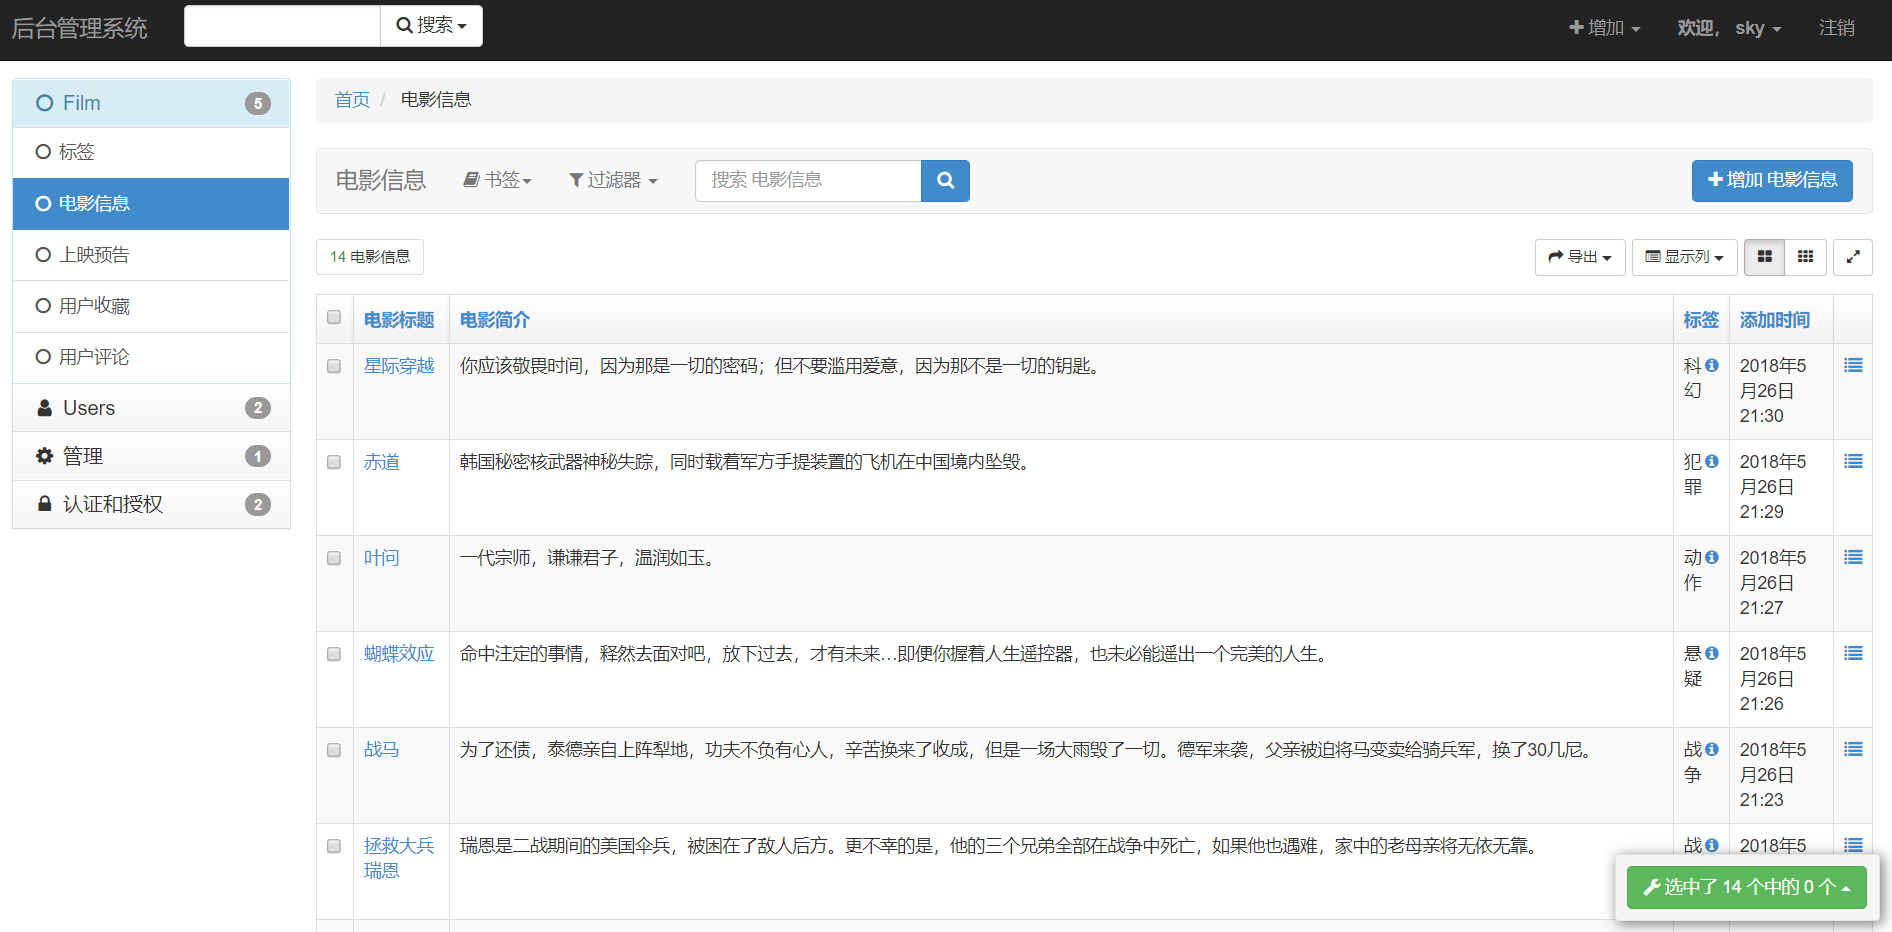 后台管理系统
搜索
增加
欢迎， sky
注销
Film 5
标签
电影信息
上映预告
用户收藏
用户评论
Users 2
管理 1
认证和授权 2
首页 / 电影信息
电影信息
书签
过滤器
搜索 电影信息
增加 电影信息
14 电影信息
导出
显示列
电影标题 电影简介 标签 添加时间
星际穿越 你应该敬畏时间，因为那是一切的密码；但不要滥用爱意，因为那不是一切的钥匙。 科 2018年5
幻 月26日
21:30
赤道 韩国秘密核武器神秘失踪，同时载着军方手提装置的飞机在中国境内坠毁。 犯 2018年5
罪 月26日
21:29
叶问 一代宗师，谦谦君子，温润如玉。 动 2018年5
作 月26日
21:27
蝴蝶效应 命中注定的事情，释然去面对吧，放下过去，才有未来…即便你握着人生遥控器，也未必能遥出一个完美的人生。 悬 2018年5
疑 月26日
21:26
战马 为了还债，泰德亲自上阵犁地，功夫不负有心人，辛苦换来了收成，但是一场大雨毁了一切。德军来袭，父亲被迫将马变卖给骑兵军，换了30几尼。 战 2018年5
争 月26日
21:23
拯救大兵 瑞恩是二战期间的美国伞兵，被困在了敌人后方。更不幸的是，他的三个兄弟全部在战争中死亡，如果他也遇难，家中的老母亲将无依无靠。 战 2018年5
瑞恩
选中了 14 个中的 0 个